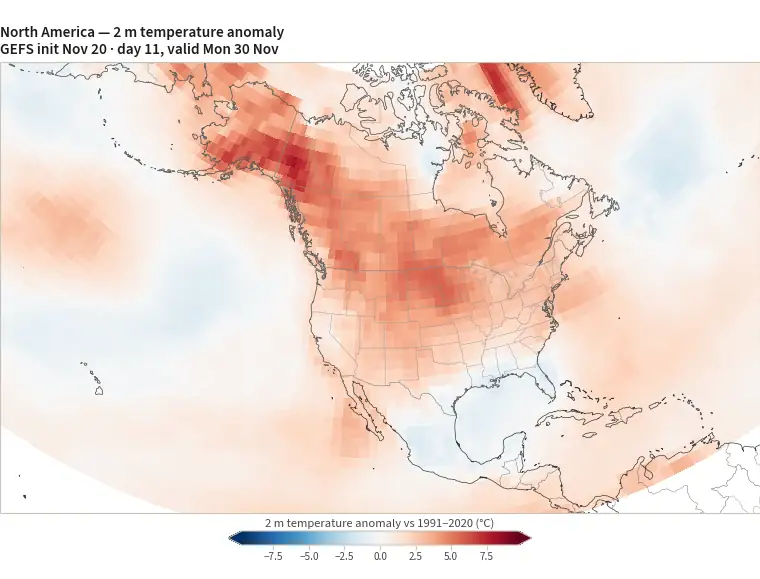 North America — 2 m temperature anomaly
GEFS init Nov 20 · day 11, valid Mon 30 Nov
2 m temperature anomaly vs 1991–2020 (°C)
−7.5 −5.0 −2.5 0.0 2.5 5.0 7.5